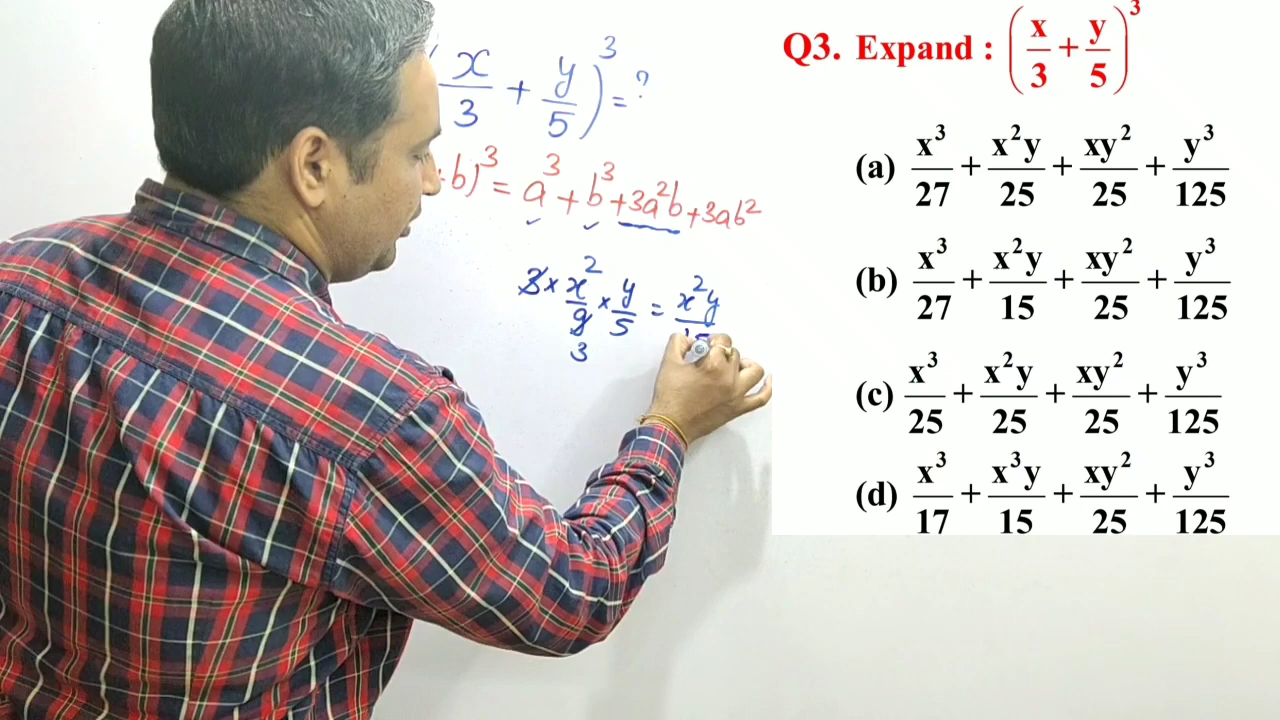 x/3 + y/5)³ = ?
b)³ = a³ + b³ + 3a²b + 3ab²
3 × x²/9 × y/5 = x²y/15
3
Q3. Expand : (x/3 + y/5)³
(a) x³/27 + x²y/25 + xy²/25 + y³/125
(b) x³/27 + x²y/15 + xy²/25 + y³/125
(c) x³/25 + x²y/25 + xy²/25 + y³/125
(d) x³/17 + x³y/15 + xy²/25 + y³/125